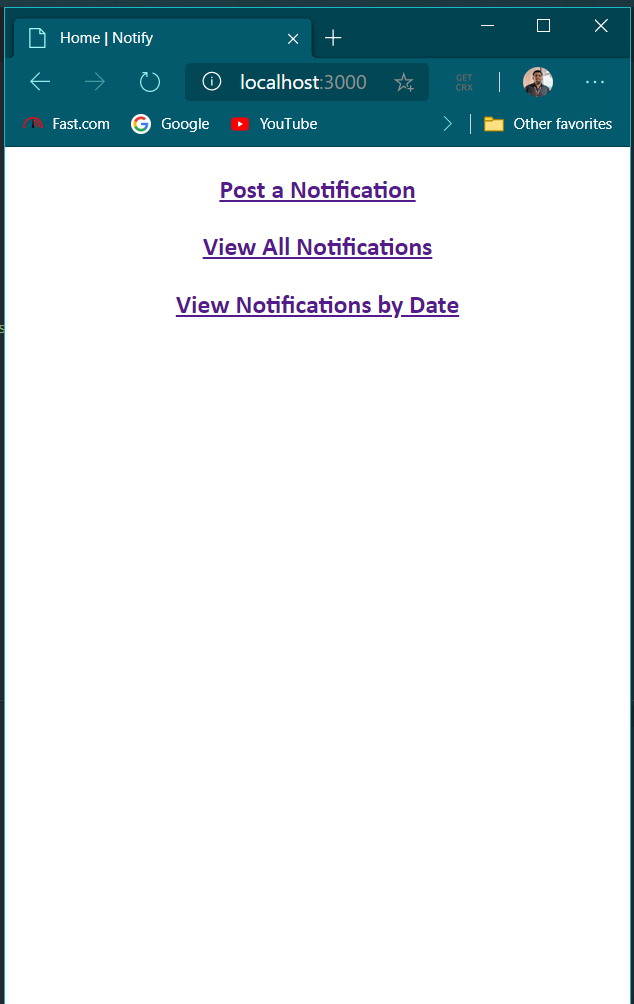 Home | Notify
localhost:3000
GET
CRX
Fast.com
Google
YouTube
Other favorites
Post a Notification
View All Notifications
View Notifications by Date
s